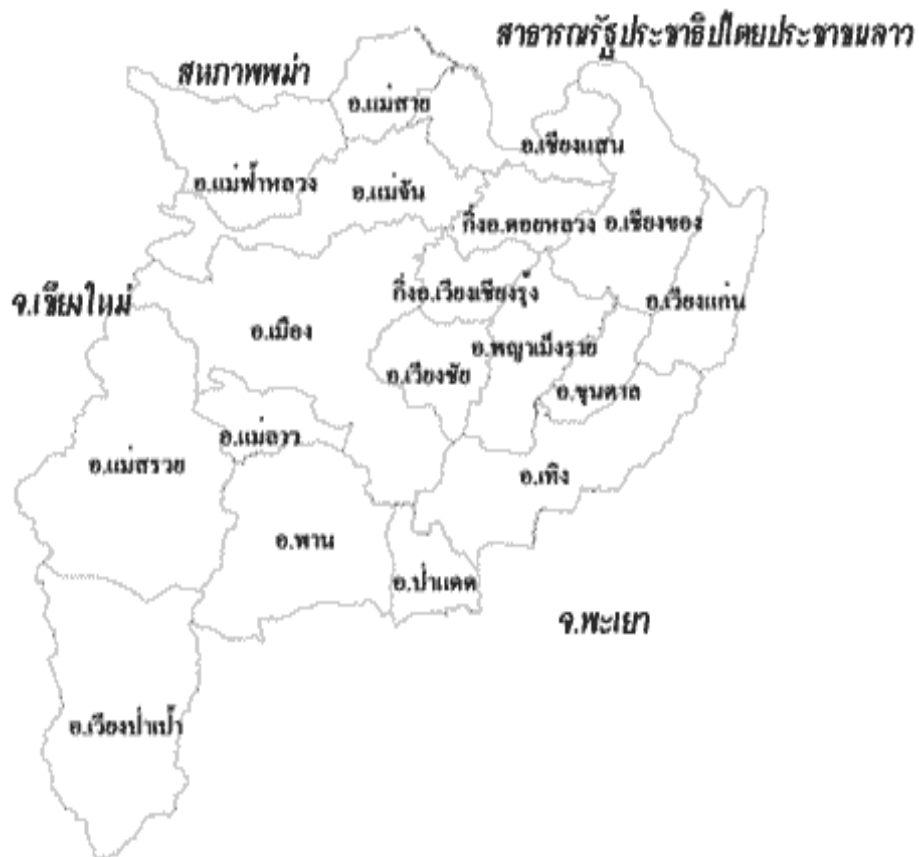 สาธารณรัฐประชาธิปไตยประชาชนลาว
สหภาพพม่า
อ.แม่สาย
อ.เชียงแสน
อ.แม่ฟ้าหลวง
อ.แม่จัน
กิ่งอ.ดอยหลวง
อ.เชียงของ
จ.เชียงใหม่
กิ่งอ.เวียงเชียงรุ้ง
อ.เวียงแก่น
อ.เมือง
อ.พญาเม็งราย
อ.เวียงชัย
อ.ขุนตาล
อ.แม่ลาว
อ.แม่สรวย
อ.เทิง
อ.พาน
อ.ป่าแดด
จ.พะเยา
อ.เวียงป่าเป้า